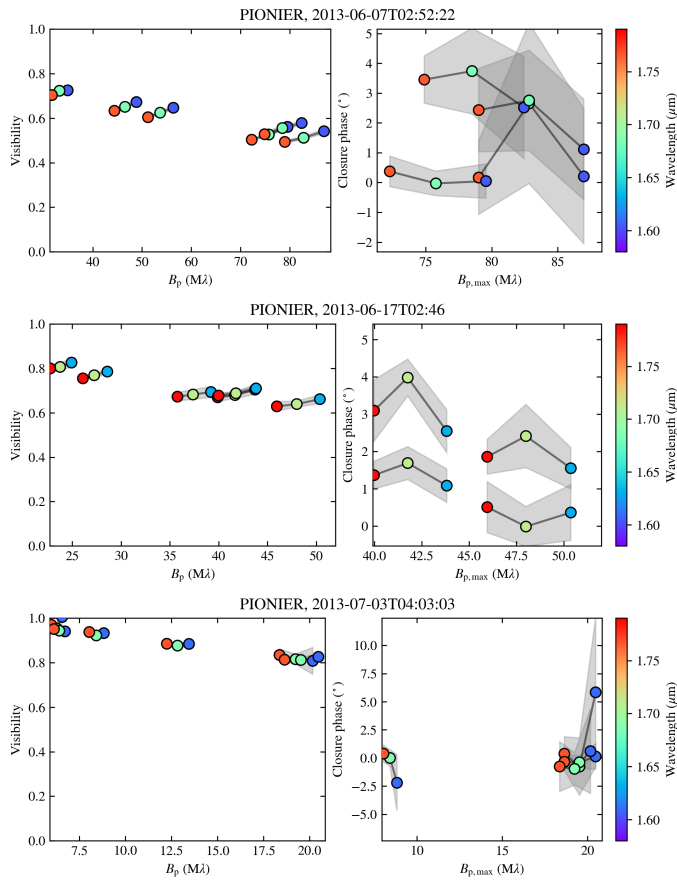 PIONIER, 2013-06-07T02:52:22
1.0
0.8
0.6
0.4
0.2
0.0
Visibility
40 50 60 70 80
Bp (Mλ)
5
4
3
2
1
0
−1
−2
Closure phase (°)
75 80 85
Bp, max (Mλ)
1.75
1.70
1.65
1.60
Wavelength (μm)
PIONIER, 2013-06-17T02:46
1.0
0.8
0.6
0.4
0.2
0.0
Visibility
25 30 35 40 45 50
Bp (Mλ)
5
4
3
2
1
0
Closure phase (°)
40.0 42.5 45.0 47.5 50.0
Bp, max (Mλ)
1.75
1.70
1.65
1.60
Wavelength (μm)
PIONIER, 2013-07-03T04:03:03
1.0
0.8
0.6
0.4
0.2
0.0
Visibility
7.5 10.0 12.5 15.0 17.5 20.0
Bp (Mλ)
10.0
7.5
5.0
2.5
0.0
−2.5
−5.0
Closure phase (°)
10 15 20
Bp, max (Mλ)
1.75
1.70
1.65
1.60
Wavelength (μm)